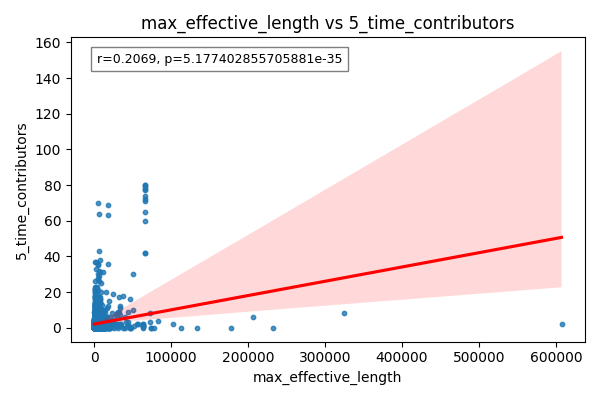 max_effective_length vs 5_time_contributors
r=0.2069, p=5.177402855705881e-35
5_time_contributors
160
140
120
100
80
60
40
20
0
0 100000 200000 300000 400000 500000 600000
max_effective_length